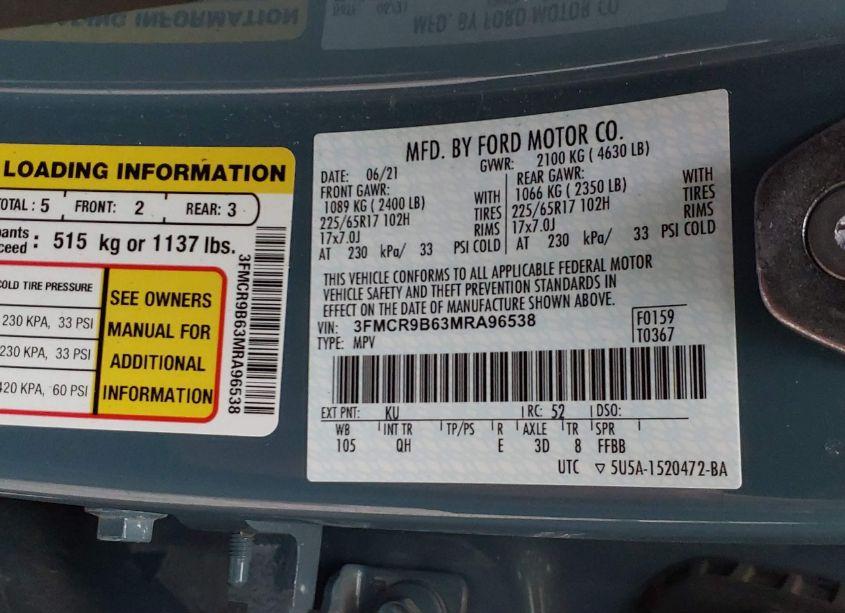 LOADING INFORMATION
TOTAL: 5 FRONT: 2 REAR: 3
515 kg or 1137 lbs.
COLD TIRE PRESSURE
230 KPA, 33 PSI
230 KPA, 33 PSI
420 KPA, 60 PSI
SEE OWNERS
MANUAL FOR
ADDITIONAL
INFORMATION
3FMCR9B63MRA96538
MFD. BY FORD MOTOR CO.
DATE: 06/21 GVWR: 2100 KG ( 4630 LB)
FRONT GAWR: REAR GAWR:
1089 KG ( 2400 LB) WITH 1066 KG ( 2350 LB) WITH
225/65R17 102H TIRES 225/65R17 102H TIRES
17x7.0J RIMS 17x7.0J RIMS
AT 230 kPa/ 33 PSI COLD AT 230 kPa/ 33 PSI COLD
THIS VEHICLE CONFORMS TO ALL APPLICABLE FEDERAL MOTOR
VEHICLE SAFETY AND THEFT PREVENTION STANDARDS IN
EFFECT ON THE DATE OF MANUFACTURE SHOWN ABOVE.
VIN: 3FMCR9B63MRA96538 F0159
TYPE: MPV T0367
EXT PNT: KU RC: 52 DSO:
WB INT TR TP/PS R AXLE TR SPR
105 QH E 3D 8 FFBB
UTC ▽ 5U5A-1520472-BA